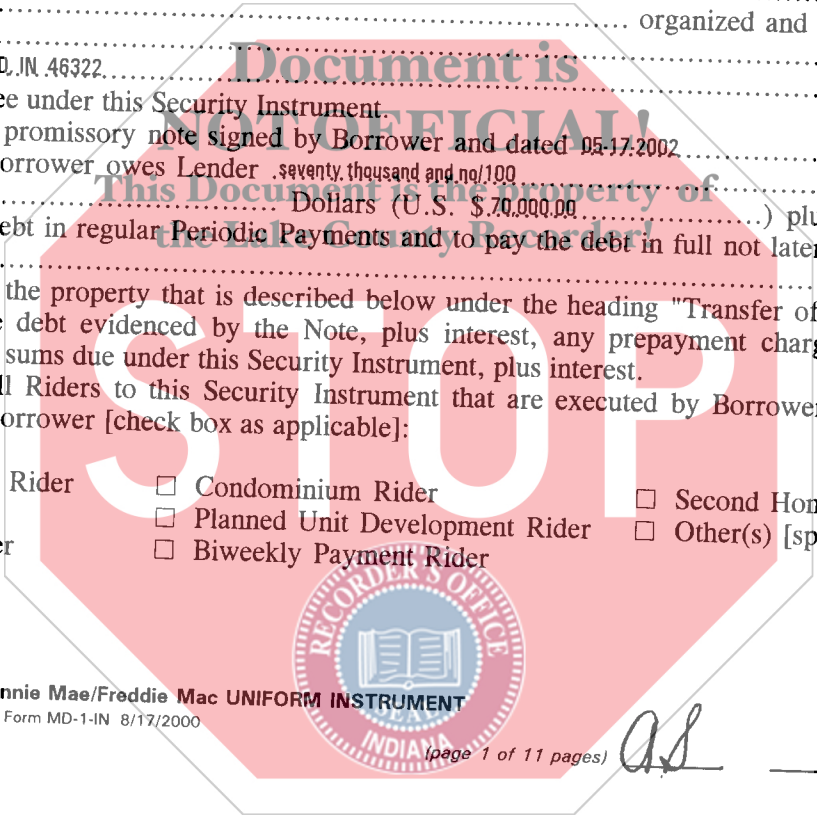 organized and
D, IN 46322
Document is
ee under this Security Instrument.
NOT OFFICIAL!
promissory note signed by Borrower and dated 05-17-2002
orrower owes Lender seventy thousand and no/100
This Document is the property of
Dollars (U.S. $ 70,000.00 ) plu
the Lake County Recorder!
ebt in regular Periodic Payments and to pay the debt in full not later
the property that is described below under the heading "Transfer of
e debt evidenced by the Note, plus interest, any prepayment charg
sums due under this Security Instrument, plus interest.
ll Riders to this Security Instrument that are executed by Borrower
orrower [check box as applicable]:
STOP
Rider ☐ Condominium Rider ☐ Second Hom
☐ Planned Unit Development Rider ☐ Other(s) [sp
er ☐ Biweekly Payment Rider
RECORDER'S OFFICE
SEAL
INDIANA
nnie Mae/Freddie Mac UNIFORM INSTRUMENT
Form MD-1-IN 8/17/2000
(page 1 of 11 pages) AS